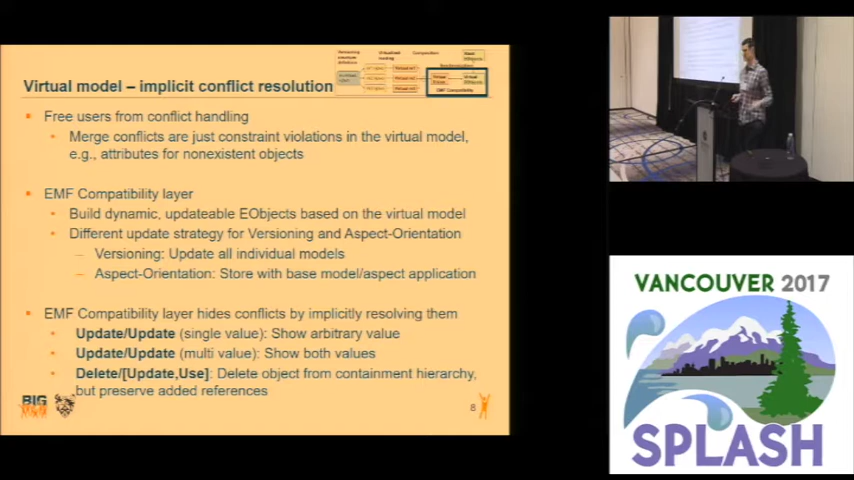 Virtual model – implicit conflict resolution
Free users from conflict handling
Merge conflicts are just constraint violations in the virtual model,
e.g., attributes for nonexistent objects
EMF Compatibility layer
Build dynamic, updateable EObjects based on the virtual model
Different update strategy for Versioning and Aspect-Orientation
– Versioning: Update all individual models
– Aspect-Orientation: Store with base model/aspect application
EMF Compatibility layer hides conflicts by implicitly resolving them
Update/Update (single value): Show arbitrary value
Update/Update (multi value): Show both values
Delete/[Update,Use]: Delete object from containment hierarchy,
but preserve added references
BIG
8
VANCOUVER 2017
SPLASH